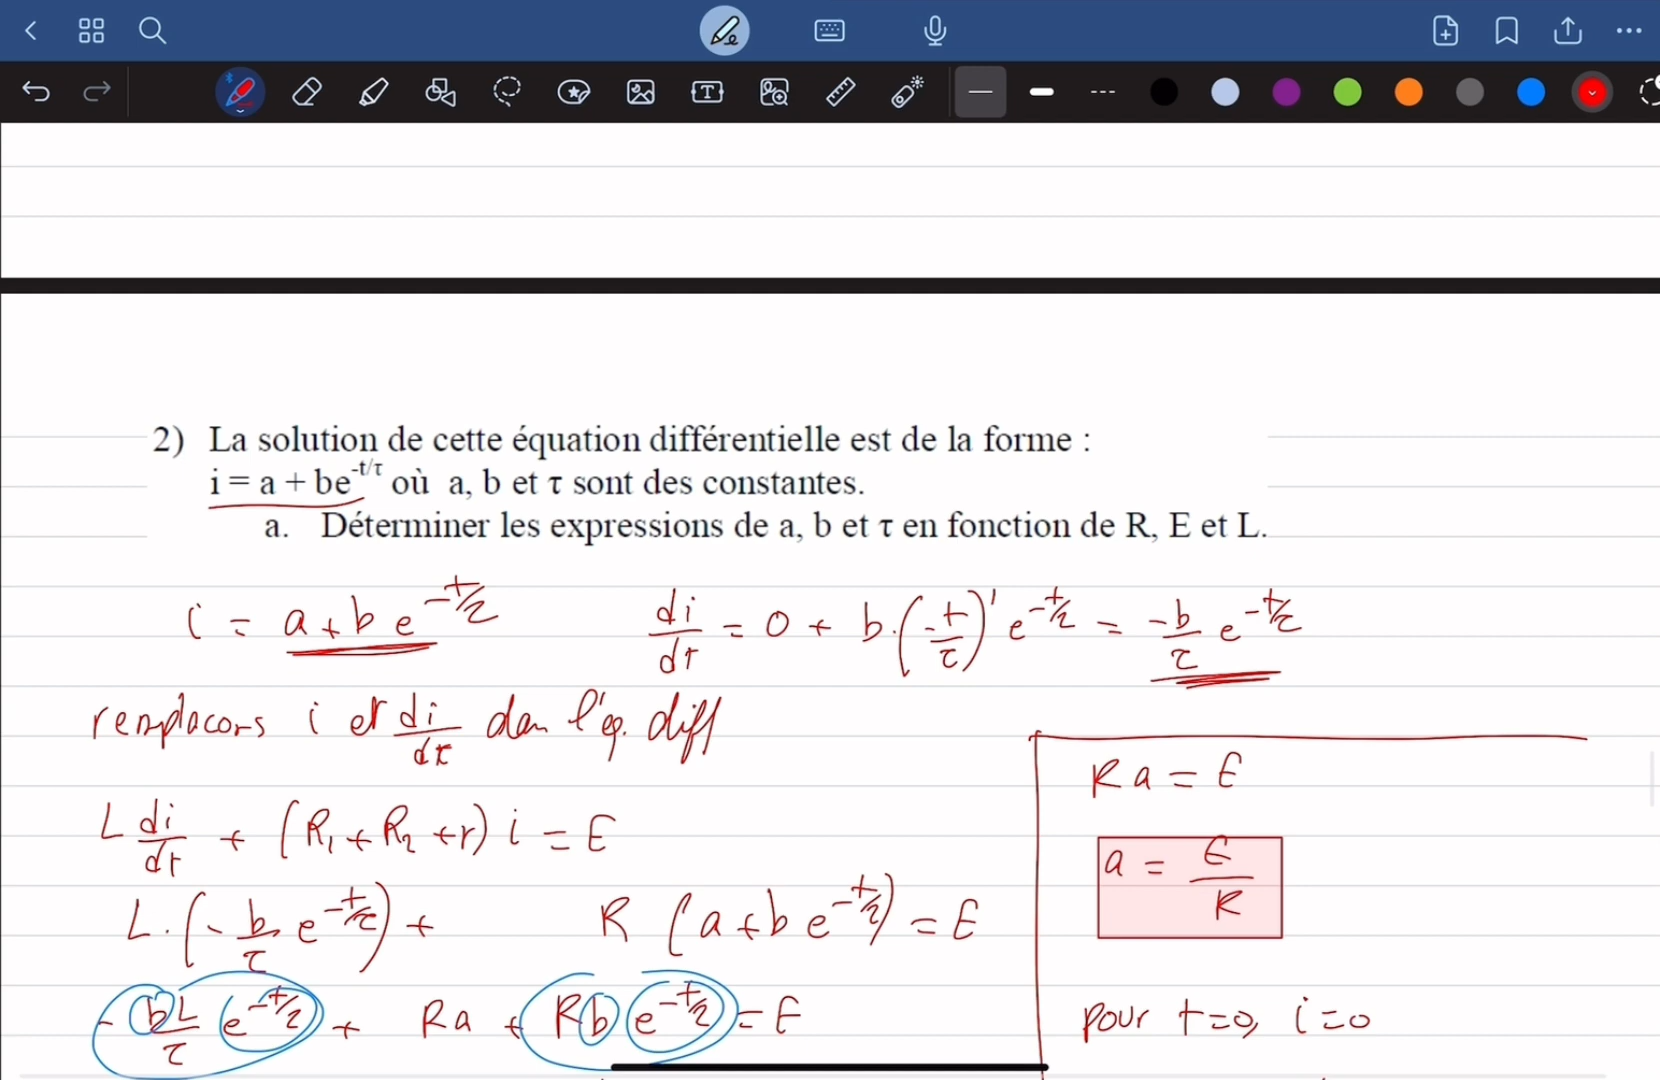 2) La solution de cette équation différentielle est de la forme :
i = a + be^-t/τ où a, b et τ sont des constantes.
a. Déterminer les expressions de a, b et τ en fonction de R, E et L.
i = a + b e^-t/τ
di/dt = 0 + b.(-t/τ)' e^-t/τ = -b/τ e^-t/τ
remplacons i et di/dt dan l'eq. diff
L di/dt + (R₁ + R₂ + r) i = E
L.(-b/τ e^-t/τ) + R (a + b e^-t/τ) = E
- bL/τ e^-t/τ + Ra + Rb e^-t/τ = E
Ra = E
a = E/R
pour t=0, i=0